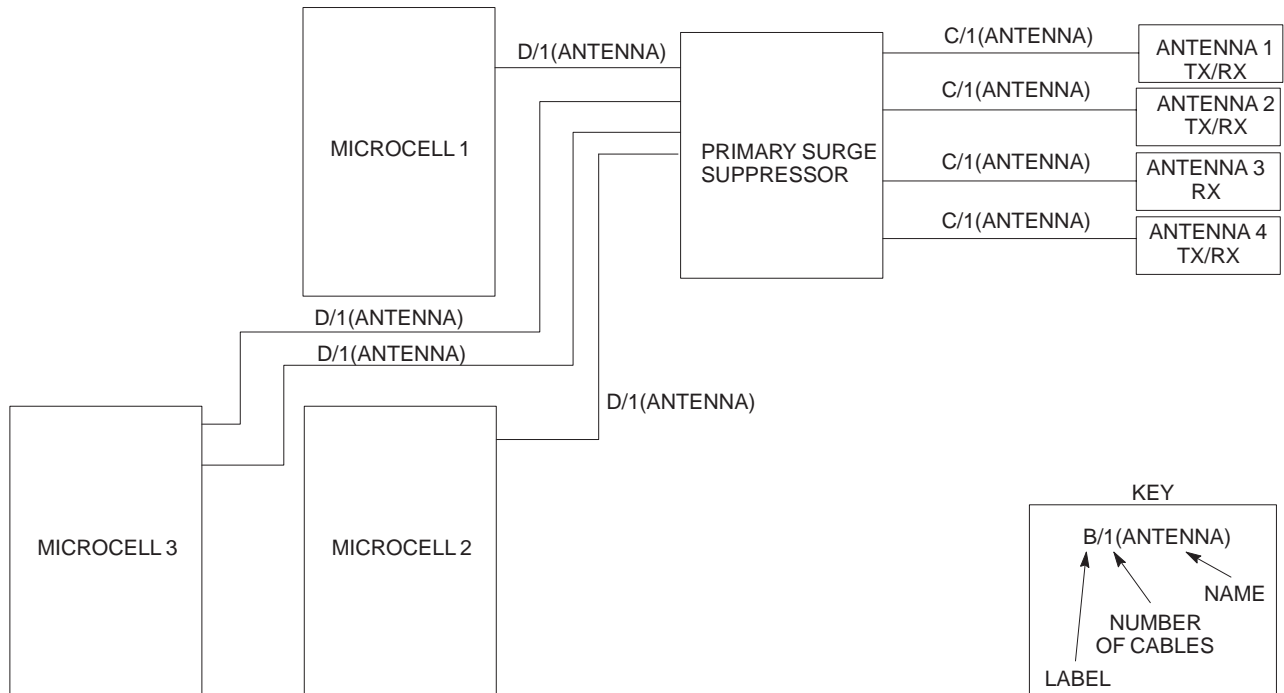 C/1(ANTENNA)
D/1(ANTENNA)
ANTENNA 1
TX/RX
C/1(ANTENNA)
ANTENNA 2
TX/RX
MICROCELL 1
PRIMARY SURGE
SUPPRESSOR
C/1(ANTENNA)
ANTENNA 3
RX
C/1(ANTENNA)
ANTENNA 4
TX/RX
D/1(ANTENNA)
D/1(ANTENNA)
D/1(ANTENNA)
MICROCELL 3
MICROCELL 2
KEY
B/1(ANTENNA)
NAME
NUMBER
OF CABLES
LABEL